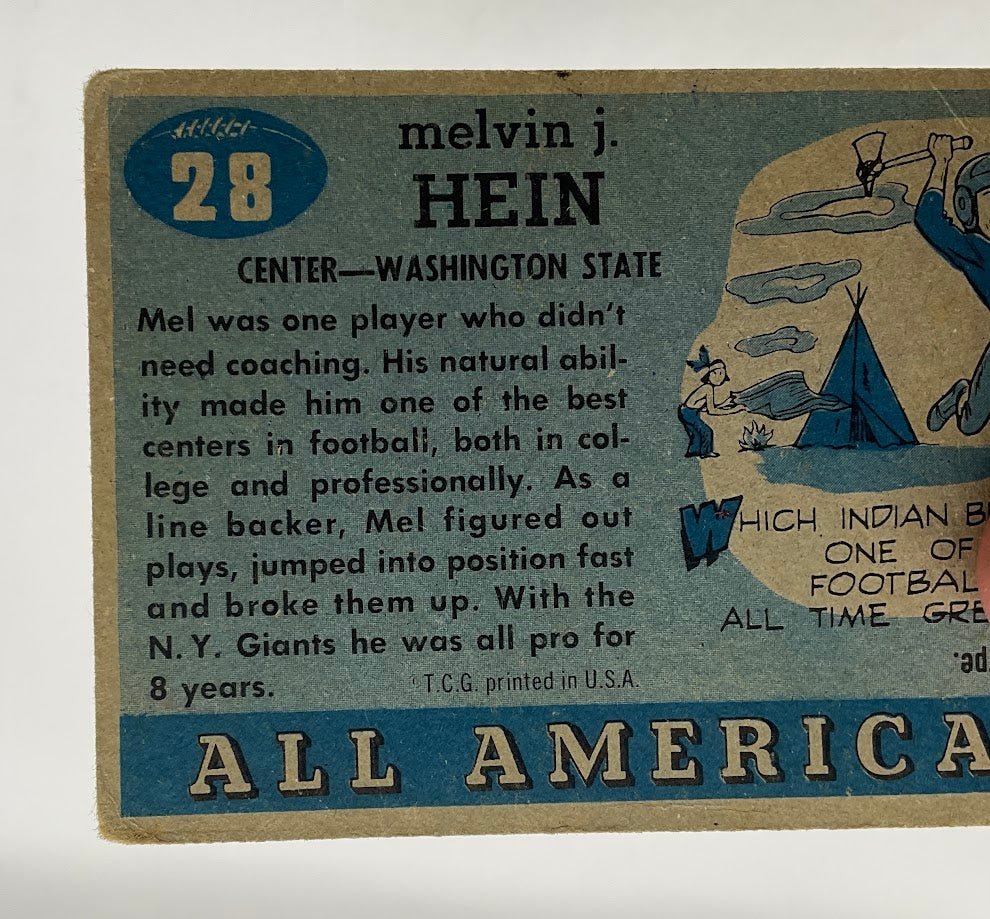 28
melvin j.
HEIN
CENTER—WASHINGTON STATE
Mel was one player who didn't
need coaching. His natural abil-
ity made him one of the best
centers in football, both in col-
lege and professionally. As a
line backer, Mel figured out
plays, jumped into position fast
and broke them up. With the
N. Y. Giants he was all pro for
8 years.
T.C.G. printed in U.S.A.
WHICH INDIAN
ONE OF
FOOTBAL
ALL TIME GRE
ALL AMERICA